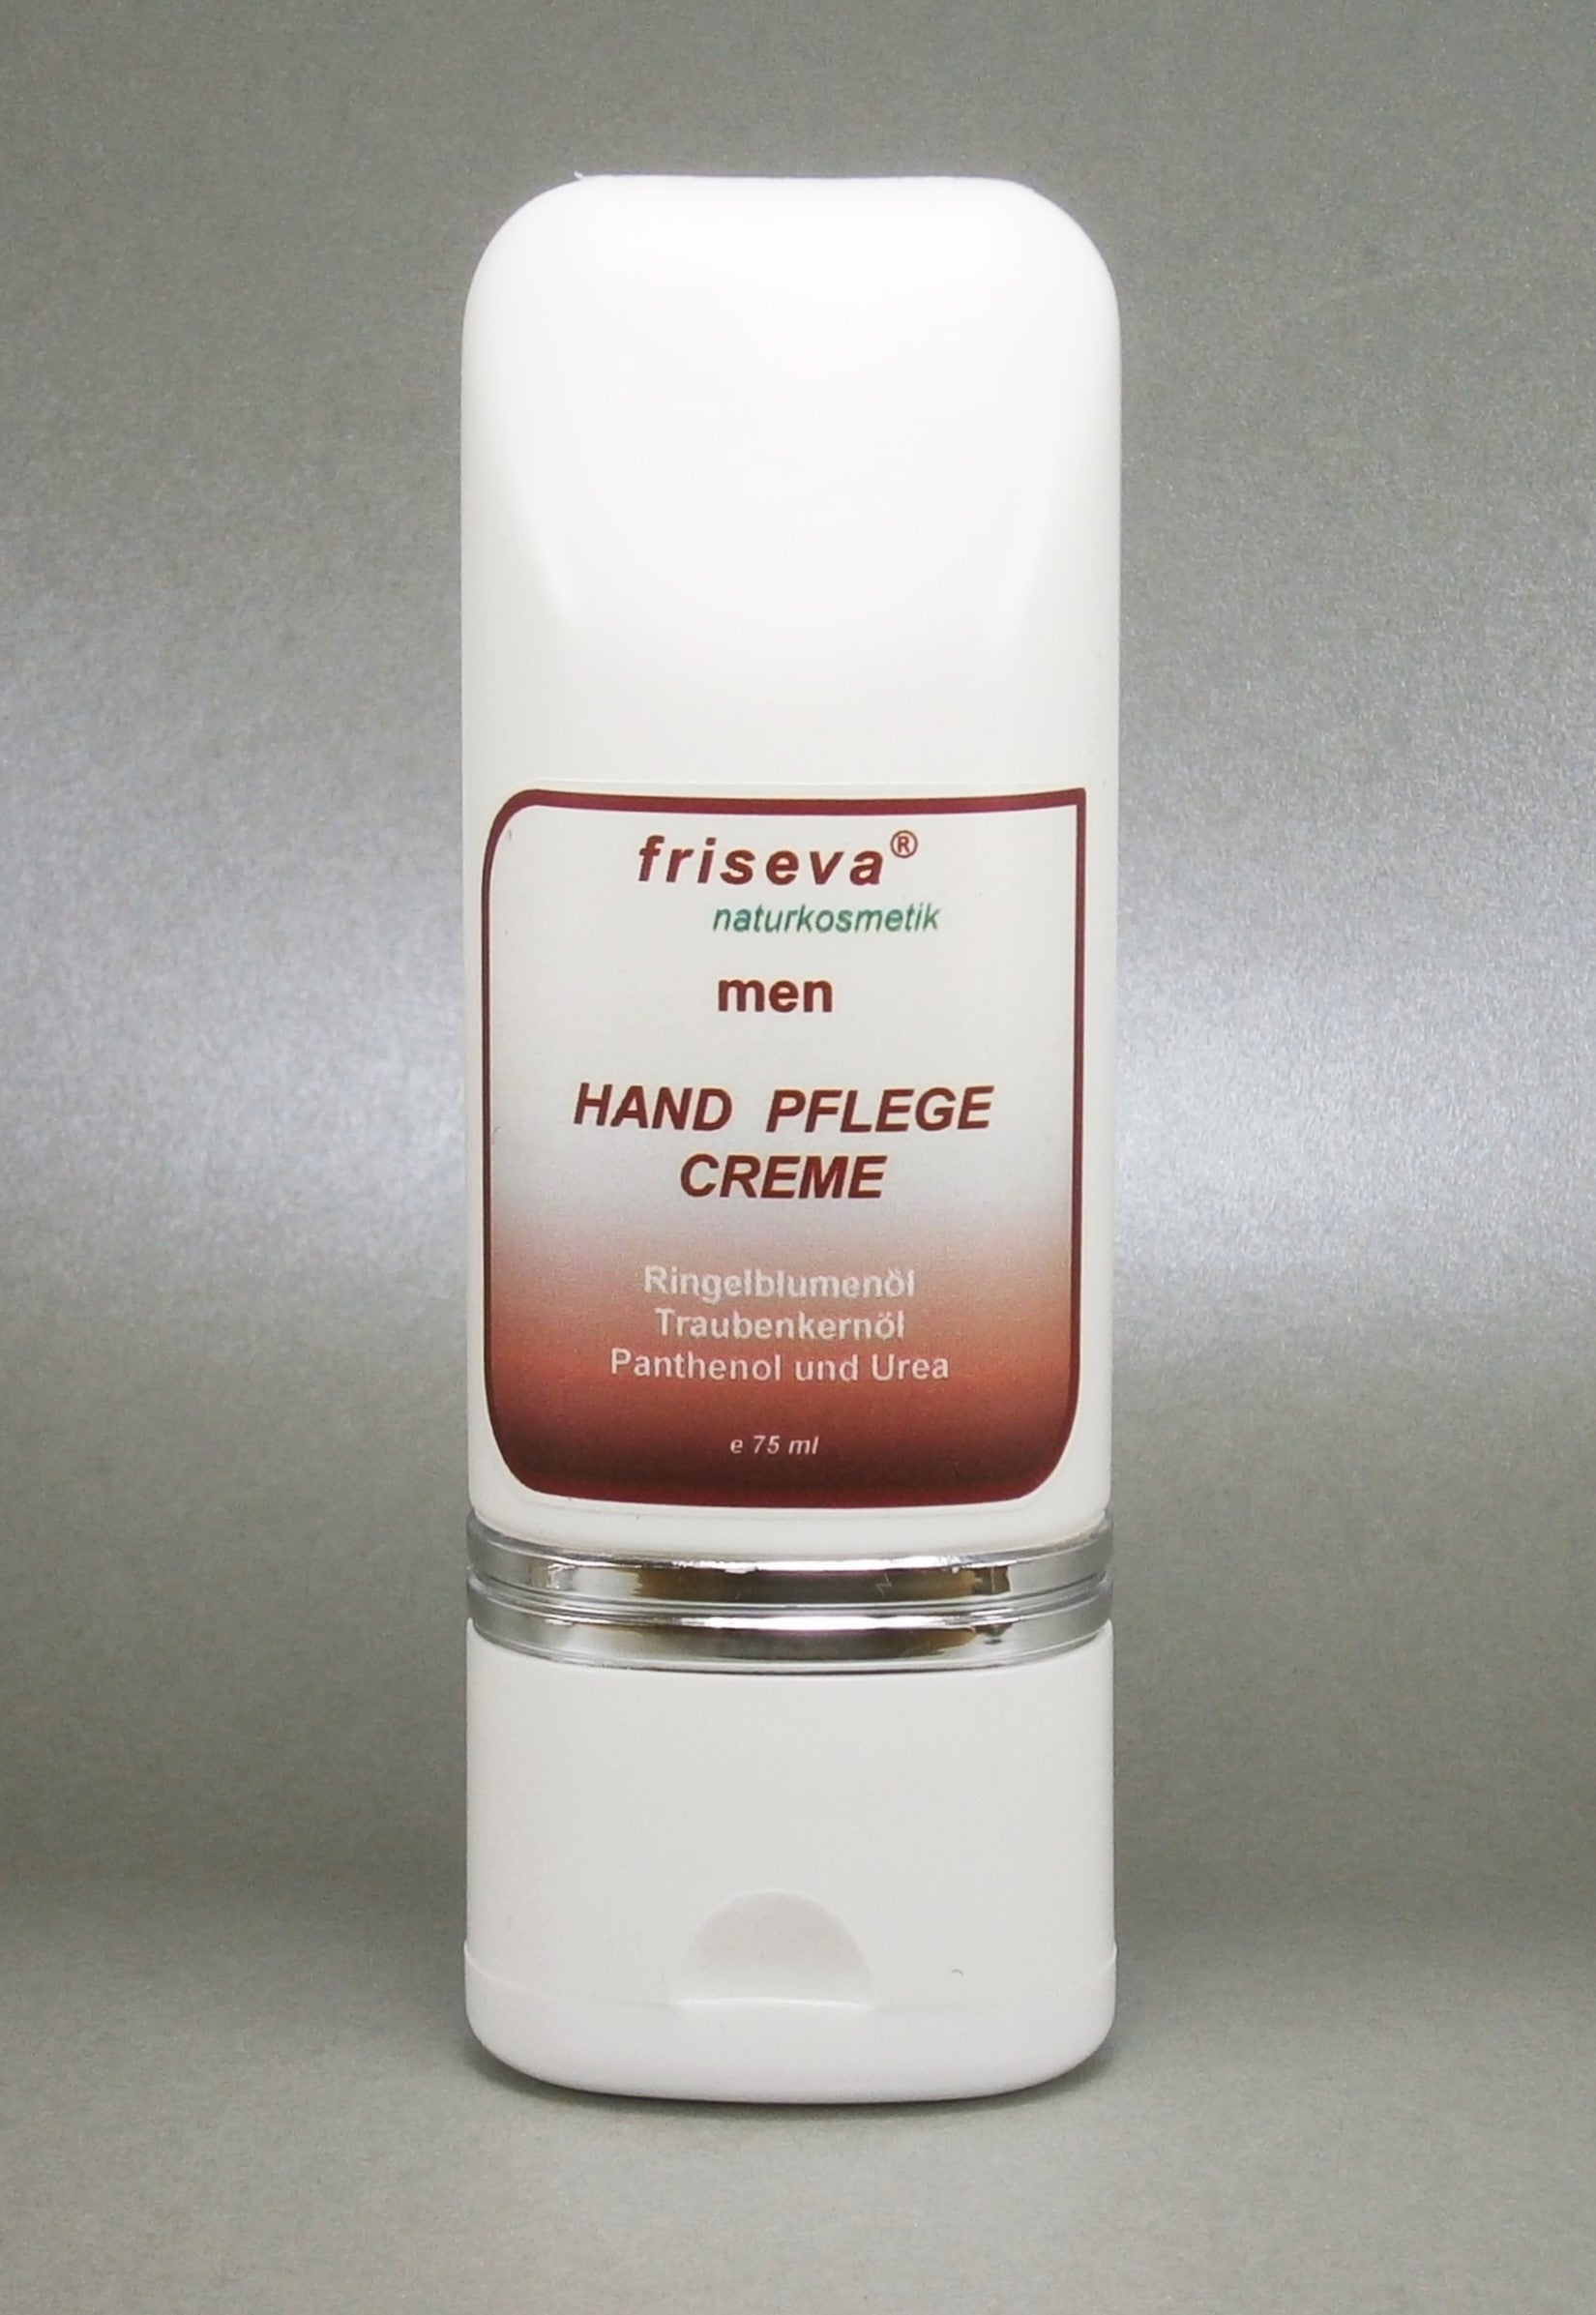 friseva®
naturkosmetik
men
HAND PFLEGE
CREME
Ringelblumenöl
Traubenkernöl
Panthenol und Urea
e 75 ml